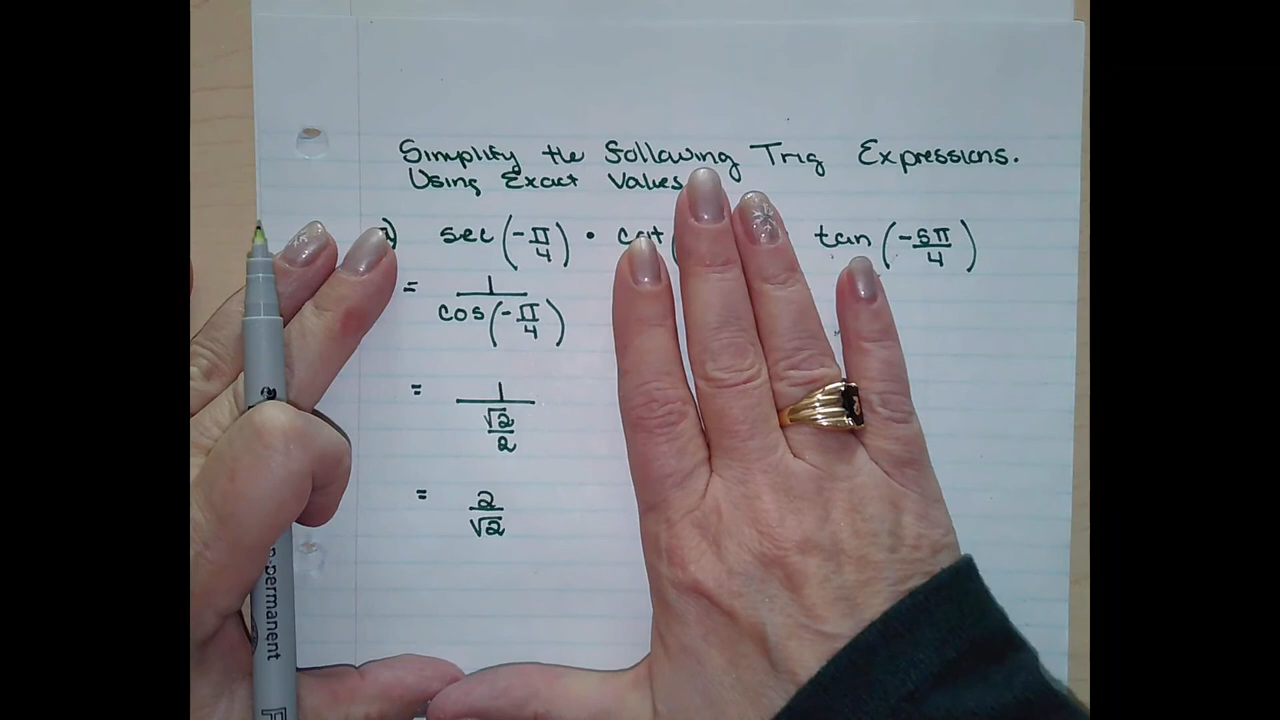 Simplify the Following Trig Expressions.
Using Exact Values
sec(-π/4) • cot( tan(-5π/4)
= 1/cos(-π/4)
= 1/(√2/2)
= 2/√2
n-permanent